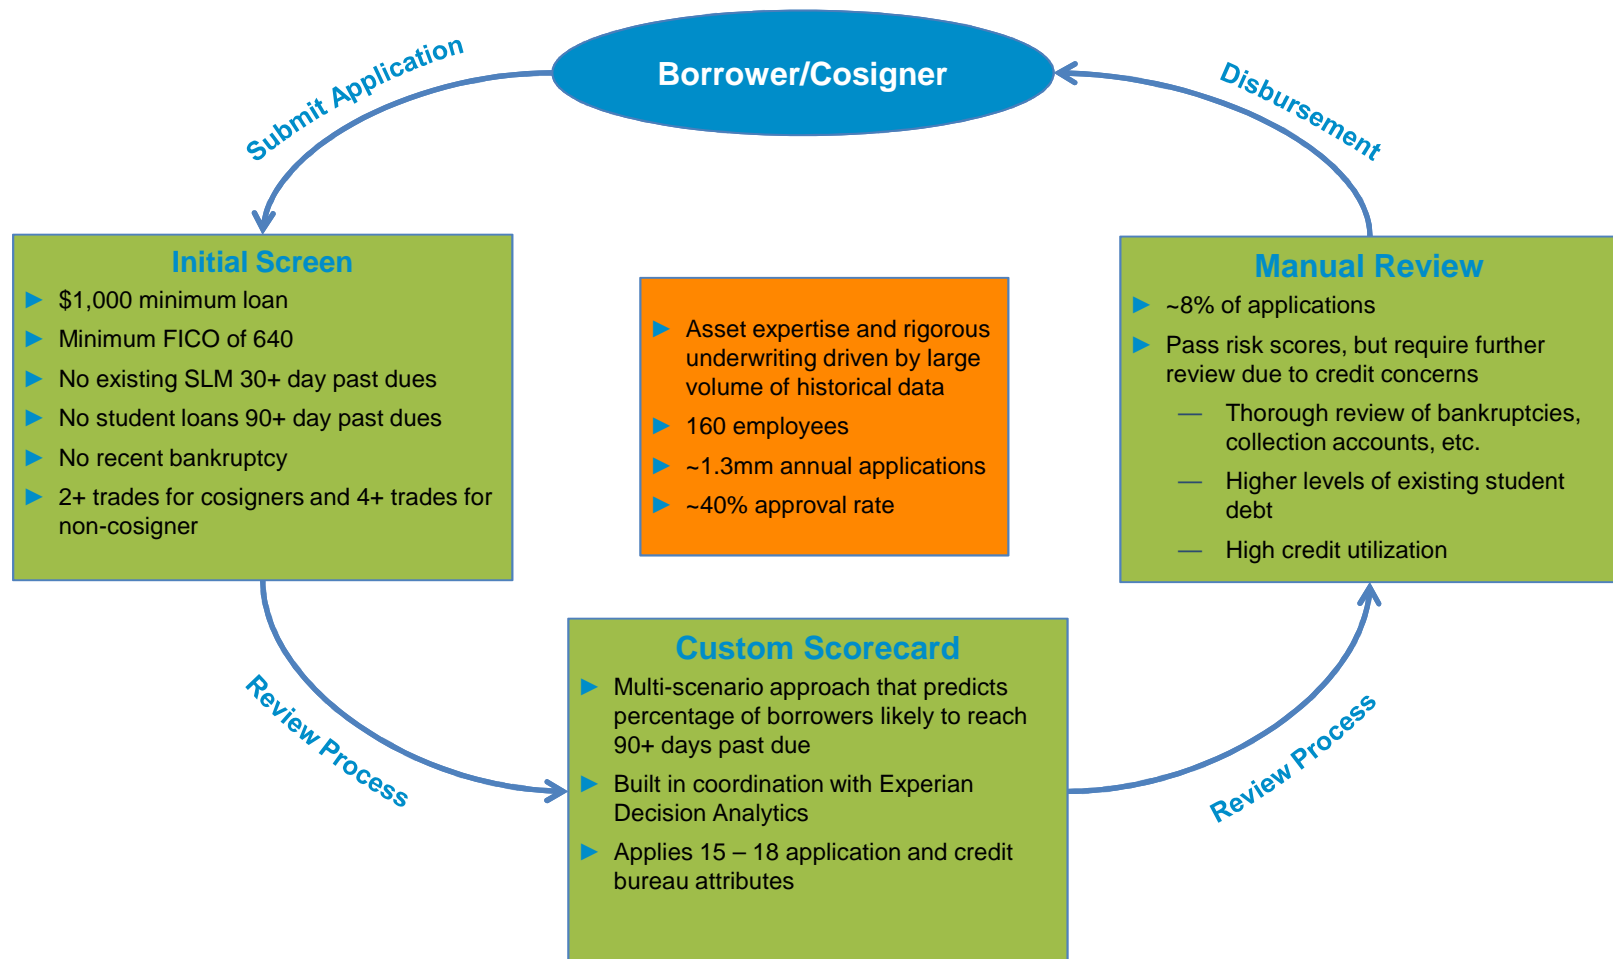 Borrower/Cosigner
Submit Application
Disbursement
Initial Screen
► $1,000 minimum loan
► Minimum FICO of 640
► No existing SLM 30+ day past dues
► No student loans 90+ day past dues
► No recent bankruptcy
► 2+ trades for cosigners and 4+ trades for
non-cosigner
► Asset expertise and rigorous
underwriting driven by large
volume of historical data
► 160 employees
► ~1.3mm annual applications
► ~40% approval rate
Manual Review
► ~8% of applications
► Pass risk scores, but require further
review due to credit concerns
— Thorough review of bankruptcies,
collection accounts, etc.
— Higher levels of existing student
debt
— High credit utilization
Review Process
Custom Scorecard
► Multi-scenario approach that predicts
percentage of borrowers likely to reach
90+ days past due
► Built in coordination with Experian
Decision Analytics
► Applies 15 – 18 application and credit
bureau attributes
Review Process